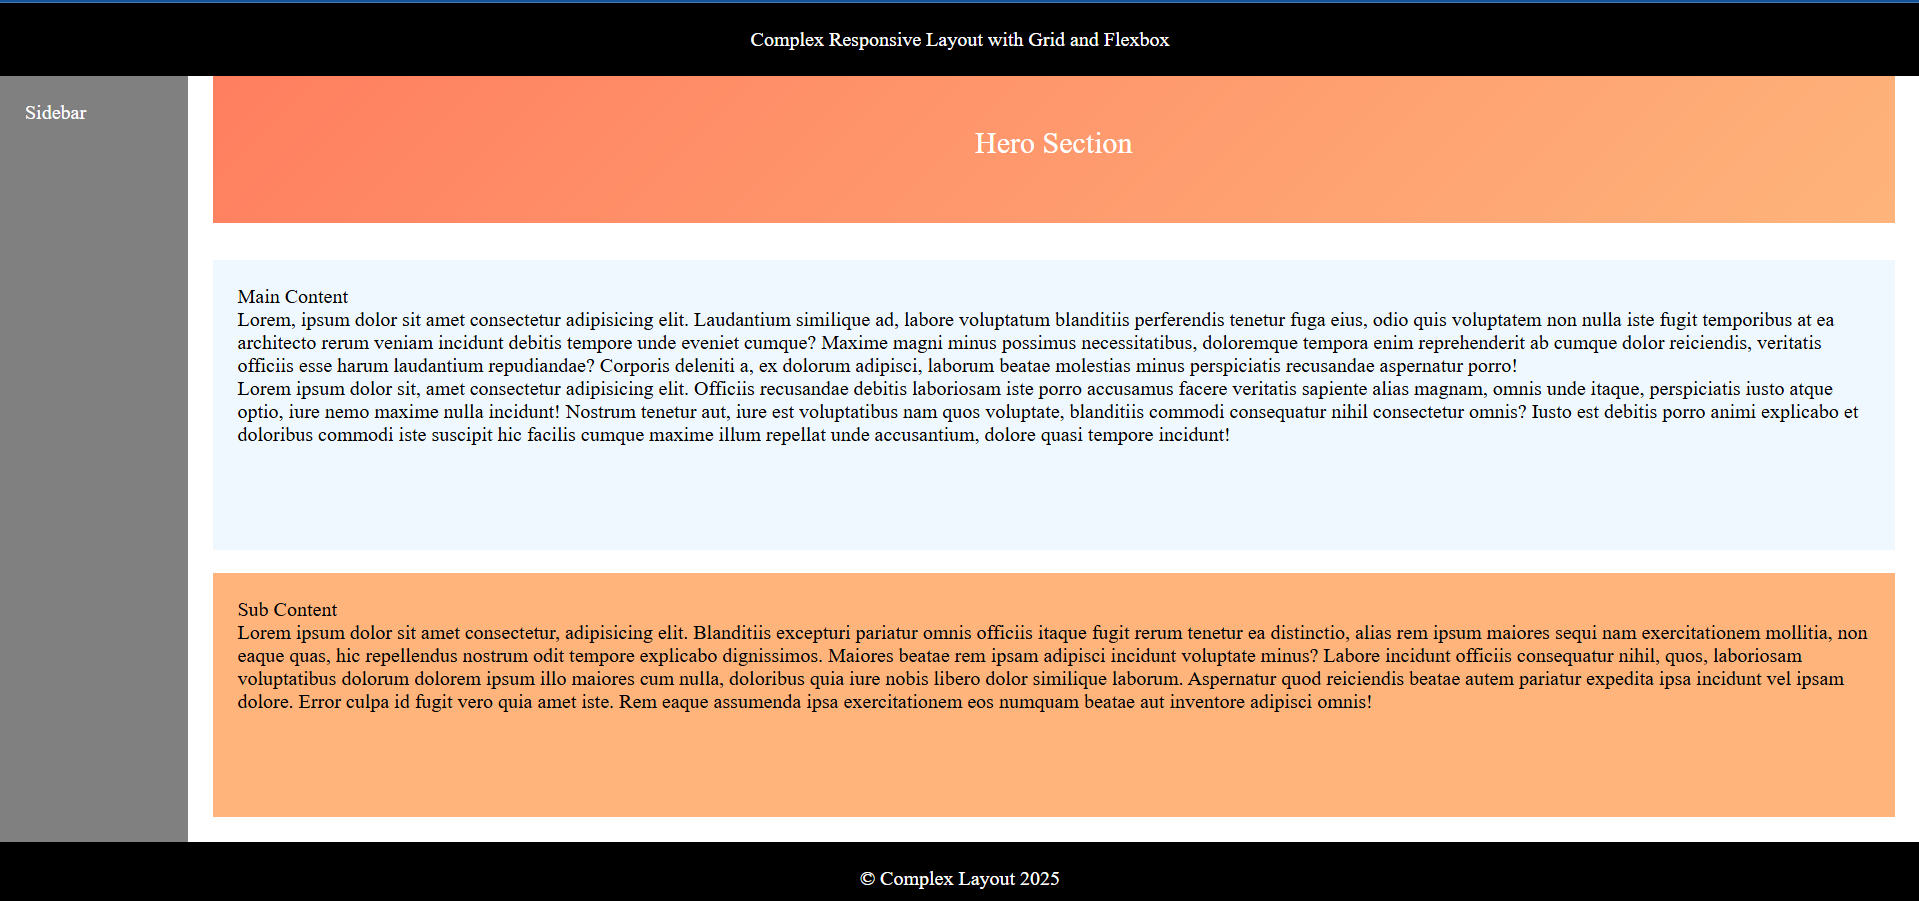 Complex Responsive Layout with Grid and Flexbox
Sidebar
Hero Section
Main Content
Lorem, ipsum dolor sit amet consectetur adipisicing elit. Laudantium similique ad, labore voluptatum blanditiis perferendis tenetur fuga eius, odio quis voluptatem non nulla iste fugit temporibus at ea
architecto rerum veniam incidunt debitis tempore unde eveniet cumque? Maxime magni minus possimus necessitatibus, doloremque tempora enim reprehenderit ab cumque dolor reiciendis, veritatis
officiis esse harum laudantium repudiandae? Corporis deleniti a, ex dolorum adipisci, laborum beatae molestias minus perspiciatis recusandae aspernatur porro!
Lorem ipsum dolor sit, amet consectetur adipisicing elit. Officiis recusandae debitis laboriosam iste porro accusamus facere veritatis sapiente alias magnam, omnis unde itaque, perspiciatis iusto atque
optio, iure nemo maxime nulla incidunt! Nostrum tenetur aut, iure est voluptatibus nam quos voluptate, blanditiis commodi consequatur nihil consectetur omnis? Iusto est debitis porro animi explicabo et
doloribus commodi iste suscipit hic facilis cumque maxime illum repellat unde accusantium, dolore quasi tempore incidunt!
Sub Content
Lorem ipsum dolor sit amet consectetur, adipisicing elit. Blanditiis excepturi pariatur omnis officiis itaque fugit rerum tenetur ea distinctio, alias rem ipsum maiores sequi nam exercitationem mollitia, non
eaque quas, hic repellendus nostrum odit tempore explicabo dignissimos. Maiores beatae rem ipsam adipisci incidunt voluptate minus? Labore incidunt officiis consequatur nihil, quos, laboriosam
voluptatibus dolorum dolorem ipsum illo maiores cum nulla, doloribus quia iure nobis libero dolor similique laborum. Aspernatur quod reiciendis beatae autem pariatur expedita ipsa incidunt vel ipsam
dolore. Error culpa id fugit vero quia amet iste. Rem eaque assumenda ipsa exercitationem eos numquam beatae aut inventore adipisci omnis!
© Complex Layout 2025